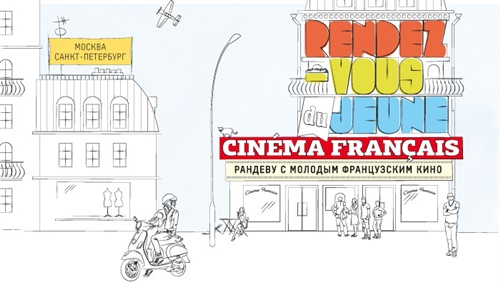 МОСКВА
САНКТ-ПЕТЕРБУРГ
RENDEZ
VOUS
du
JEUNE
CINÉMA FRANÇAIS
РАНДЕВУ С МОЛОДЫМ ФРАНЦУЗСКИМ КИНО